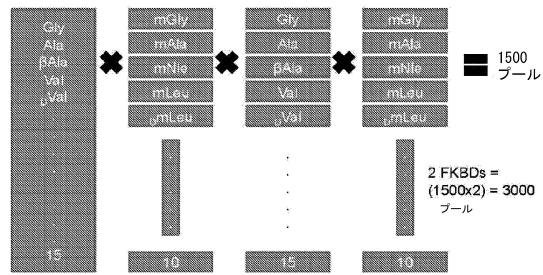 Gly
Ala
βAla
Val
DVal
15
mGly
mAla
mNle
mLeu
DmLeu
10
Gly
Ala
βAla
Val
DVal
15
mGly
mAla
mNle
mLeu
DmLeu
10
1500
プール
2 FKBDs =
(1500x2) = 3000
プール